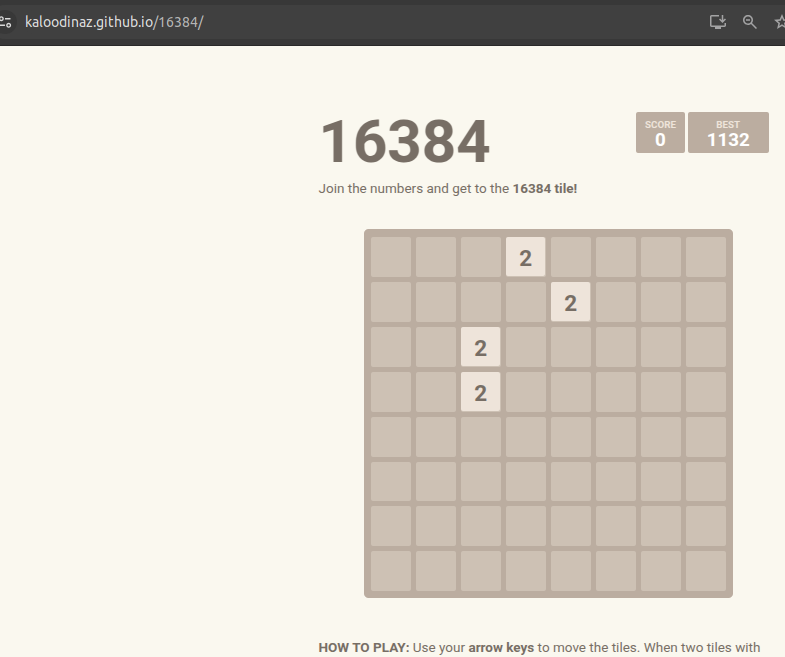 kaloodinaz.github.io/16384/
16384
SCORE
0
BEST
1132
Join the numbers and get to the 16384 tile!
2
2
2
2
HOW TO PLAY: Use your arrow keys to move the tiles. When two tiles with